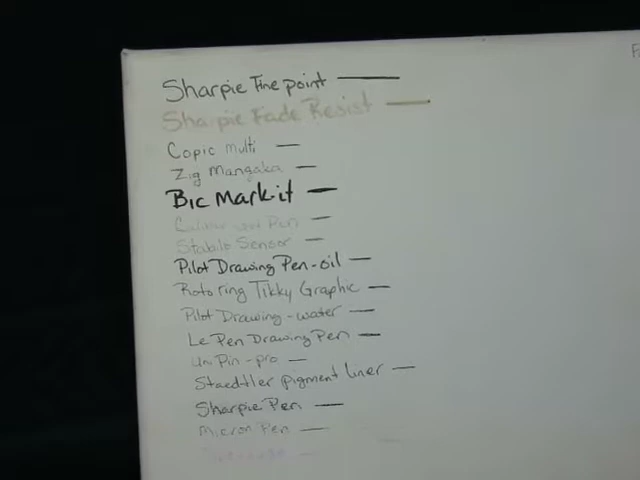 Sharpie Fine point
Sharpie Fade Resist
Copic multi
Zig Mangaka
Bic Mark-it
Pen
Stabilo Sensor
Pilot Drawing Pen-oil
Rotoring Tikky Graphic
Pilot Drawing-water
Le Pen Drawing Pen
Uni Pin-pro
Staedtler pigment liner
Sharpie Pen
Micron Pen